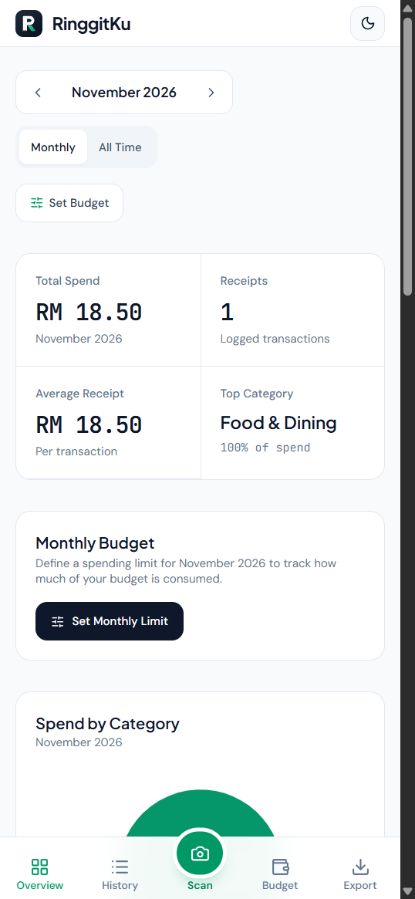 RinggitKu
November 2026
Monthly
All Time
Set Budget
Total Spend
RM 18.50
November 2026
Receipts
1
Logged transactions
Average Receipt
RM 18.50
Per transaction
Top Category
Food & Dining
100% of spend
Monthly Budget
Define a spending limit for November 2026 to track how
much of your budget is consumed.
Set Monthly Limit
Spend by Category
November 2026
Overview
History
Scan
Budget
Export